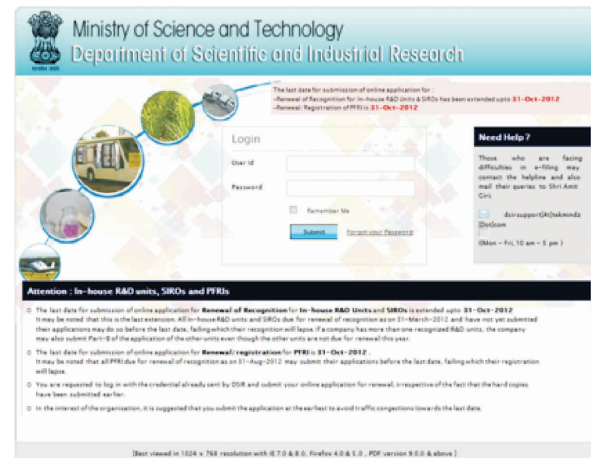 Ministry of Science and Technology
Department of Scientific and Industrial Research
The last date for submission of online application for :
-Renewal of Recognition for In-house R&D Units & SIROs has been extended upto 31-Oct-2012
-Renewal/Registration of PFRI is 31-Oct-2012
Login
User Id
Password
Remember Me
Submit Forgot your Password
Need Help ?
Those who are facing
difficulties in e-filling may
contact the helpline and also
mail their queries to Shri Amit
Giri.
dsirsupport[At]tekmindz
[Dot]com
(Mon - Fri, 10 am - 5 pm )
Attention : In-house R&D units, SIROs and PFRIs
The last date for submission of online application for Renewal of Recognition for In-house R&D Units and SIROs is extended upto 31-Oct-2012
It may be noted that this is the last extension. All in-house R&D units and SIROs due for renewal of recognition as on 31-March-2012 and have not yet submitted
their applications may do so before the last date, failing which their recognition will lapse. If a company has more than one recognized R&D units, the company
may also submit Part-B of the application of the other units even though the other units are not due for renewal this year.
The last date for submission of online application for Renewal/registration for PFRI is 31-Oct-2012 .
It may be noted that all PFRI due for renewal of recognition as on 31-Aug-2012 may submit their applications before the last date, failing which their registration
will lapse.
You are requested to log in with the credential already sent by DSIR and submit your online application for renewal, irrespective of the fact that the hard copies
have been submitted earlier.
In the interest of the organisation, it is suggested that you submit the application at the earliest to avoid traffic congestions towards the last date.
[Best viewed in 1024 x 768 resolution with IE 7.0 & 8.0, Firefox 4.0 & 5.0 , PDF version 9.0.0 & above ]